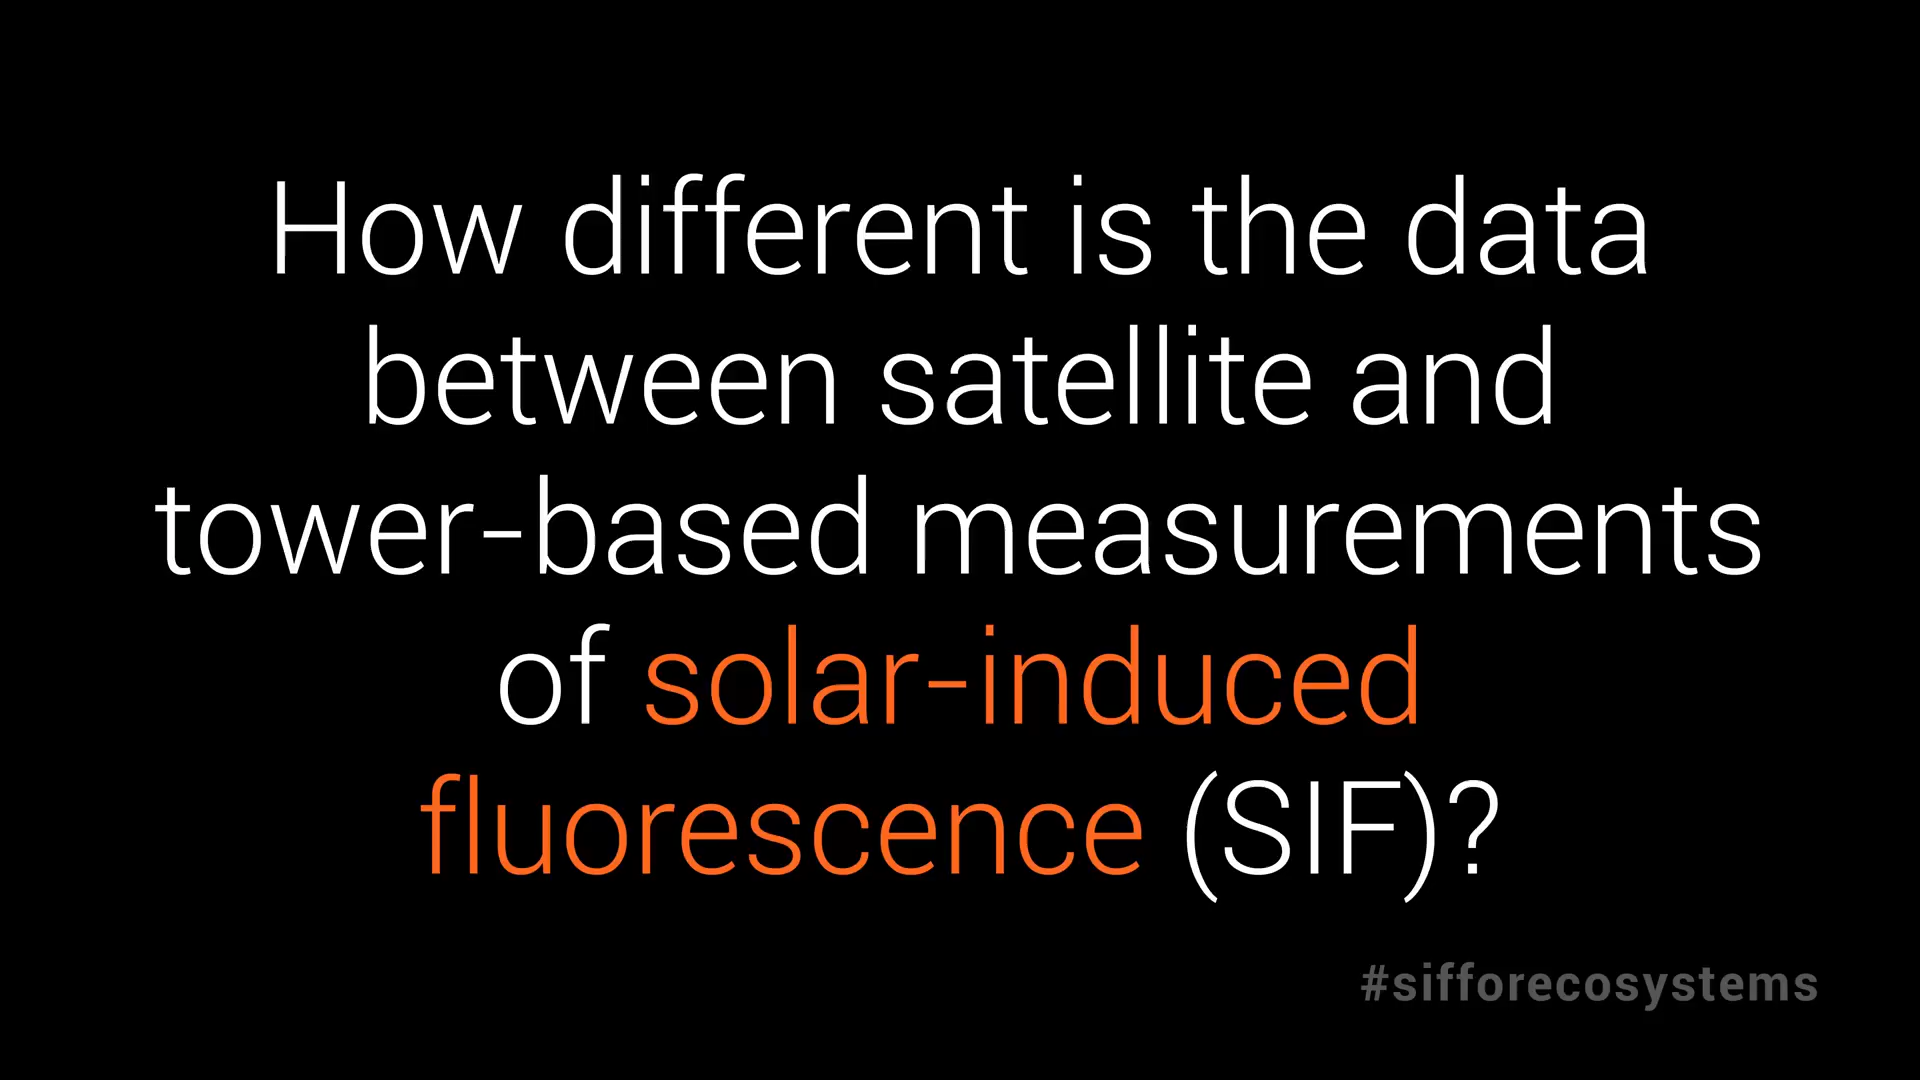 How different is the data
between satellite and
tower-based measurements
of solar-induced
fluorescence (SIF)?
#sifforecosystems